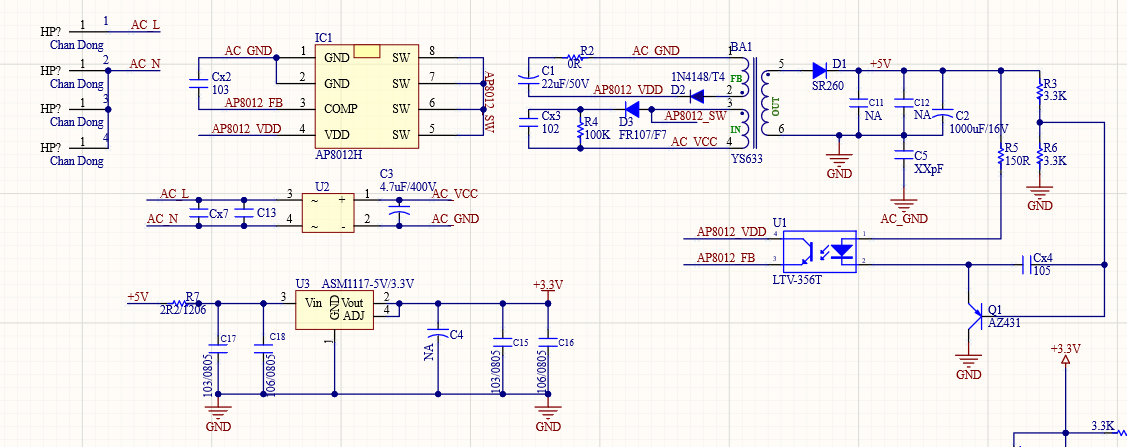 HP? 1 1 AC_L
Chan Dong
HP? 1 2 AC_N
Chan Dong
HP? 1 3
Chan Dong
HP? 1 4
Chan Dong
IC1
AC_GND 1 GND SW 8
Cx2
103
2 GND SW 7
AP8012_FB 3 COMP SW 6
AP8012_VDD 4 VDD SW 5
AP8012_SW
AP8012H
R2
0R
AC_GND
BA1
1
C1
22uF/50V
1N4148/T4
FB
AP8012_VDD D2 2
Cx3
102
R4
100K
D3
FR107/F7
AP8012_SW
3
IN
AC_VCC 4
YS633
OUT
5
6
D1
SR260
+5V
C11
NA
C12
NA
C2
1000uF/16V
R3
3.3K
C5
XXpF
GND
AC_GND
R5
150R
R6
3.3K
GND
AC_L
Cx7 C13
AC_N
U2
3 ~ + 1
4 ~ - 2
C3
4.7uF/400V
AC_VCC
AC_GND
U1
AP8012_VDD 4 1
AP8012_FB 3 2
LTV-356T
Cx4
105
Q1
AZ431
GND
+5V
R7
2R2/1206
U3 ASM1117-5V/3.3V
3 Vin GND Vout 2
ADJ 4
1
+3.3V
C17
103/0805
C18
106/0805
C4
NA
C15
103/0805
C16
106/0805
GND
GND
+3.3V
3.3K